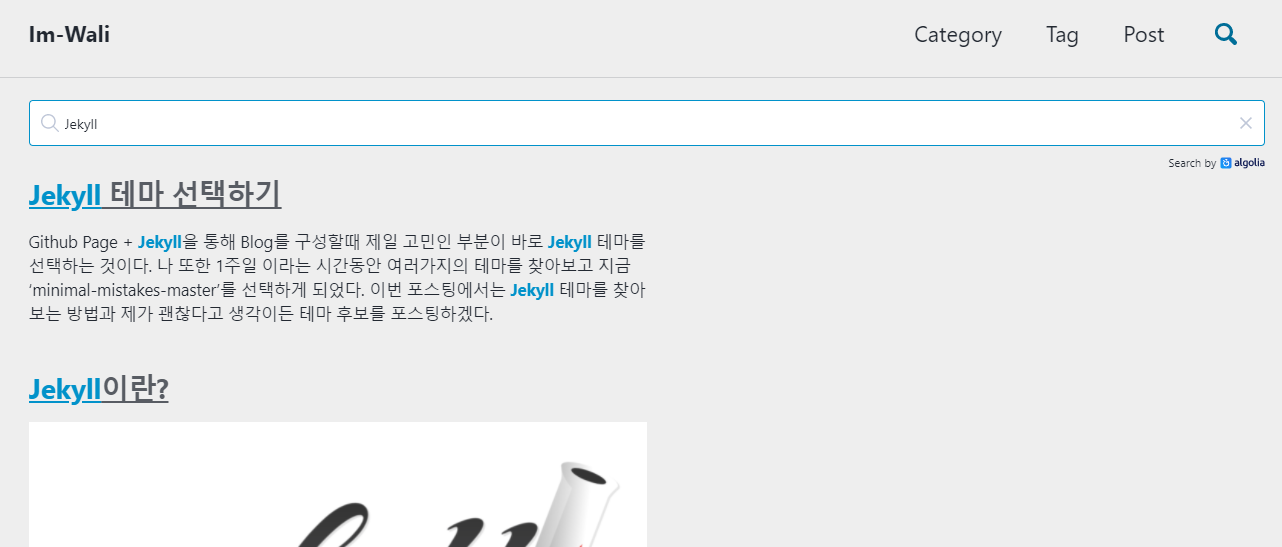 Im-Wali
Category Tag Post
Jekyll
Search by algolia
Jekyll 테마 선택하기
Github Page + Jekyll을 통해 Blog를 구성할때 제일 고민인 부분이 바로 Jekyll 테마를
선택하는 것이다. 나 또한 1주일 이라는 시간동안 여러가지의 테마를 찾아보고 지금
‘minimal-mistakes-master’를 선택하게 되었다. 이번 포스팅에서는 Jekyll 테마를 찾아
보는 방법과 제가 괜찮다고 생각이든 테마 후보를 포스팅하겠다.
Jekyll이란?